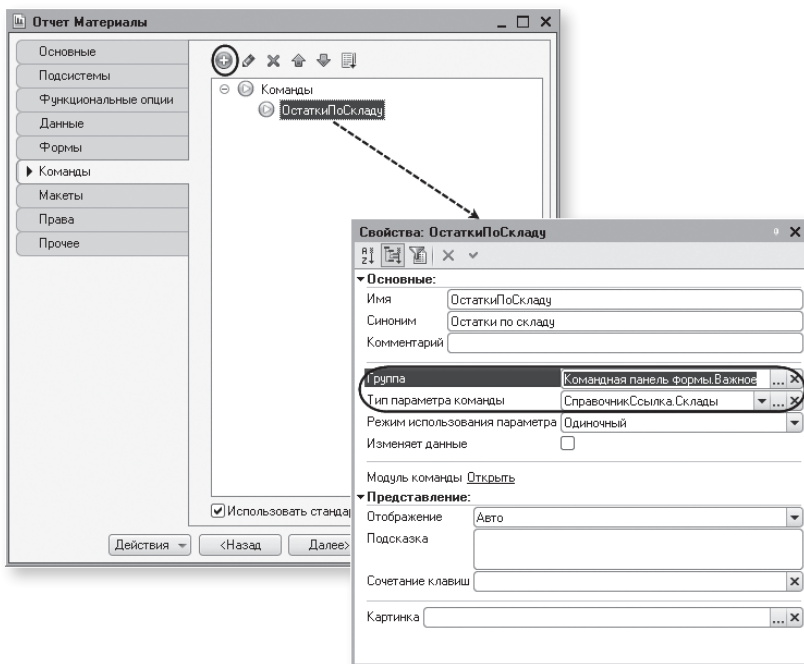 Отчет Материалы
Основные
Подсистемы
Функциональные опции
Данные
Формы
Команды
Макеты
Права
Прочее
Команды
ОстаткиПоСкладу
Использовать станда
Действия
<Назад
Далее>
Свойства: ОстаткиПоСкладу
Основные:
Имя ОстаткиПоСкладу
Синоним Остатки по складу
Комментарий
Группа Командная панель формы.Важное ...
Тип параметра команды СправочникСсылка.Склады ...
Режим использования параметра Одиночный
Изменяет данные
Модуль команды Открыть
Представление:
Отображение Авто
Подсказка
Сочетание клавиш
Картинка ...